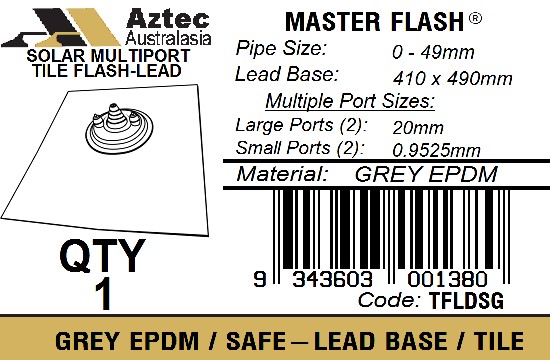 Aztec
Australasia
SOLAR MULTIPORT
TILE FLASH-LEAD
QTY
1
MASTER FLASH®
Pipe Size: 0 - 49mm
Lead Base: 410 x 490mm
Multiple Port Sizes:
Large Ports (2): 20mm
Small Ports (2): 0.9525mm
Material: GREY EPDM
9 343603 001380
Code: TFLDSG
GREY EPDM / SAFE – LEAD BASE / TILE